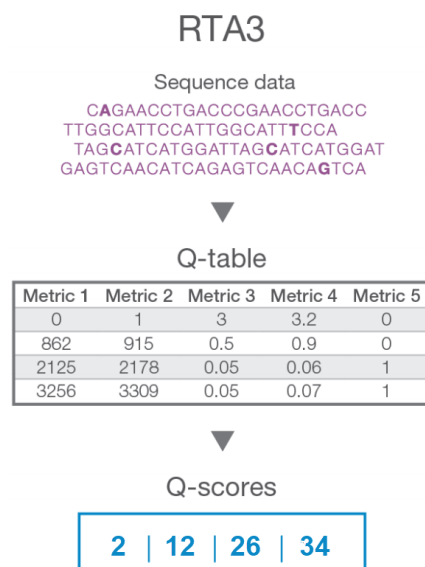 RTA3
Sequence data
CAGAACCTGACCCGAACCTGACC
TTGGCATTCCATTGGCATTTCCA
TAGCATCATGGATTAGCATCATGGAT
GAGTCAACATCAGAGTCAACAGTCA
Q-table
Metric 1 Metric 2 Metric 3 Metric 4 Metric 5
0 1 3 3.2 0
862 915 0.5 0.9 0
2125 2178 0.05 0.06 1
3256 3309 0.05 0.07 1
Q-scores
2 | 12 | 26 | 34